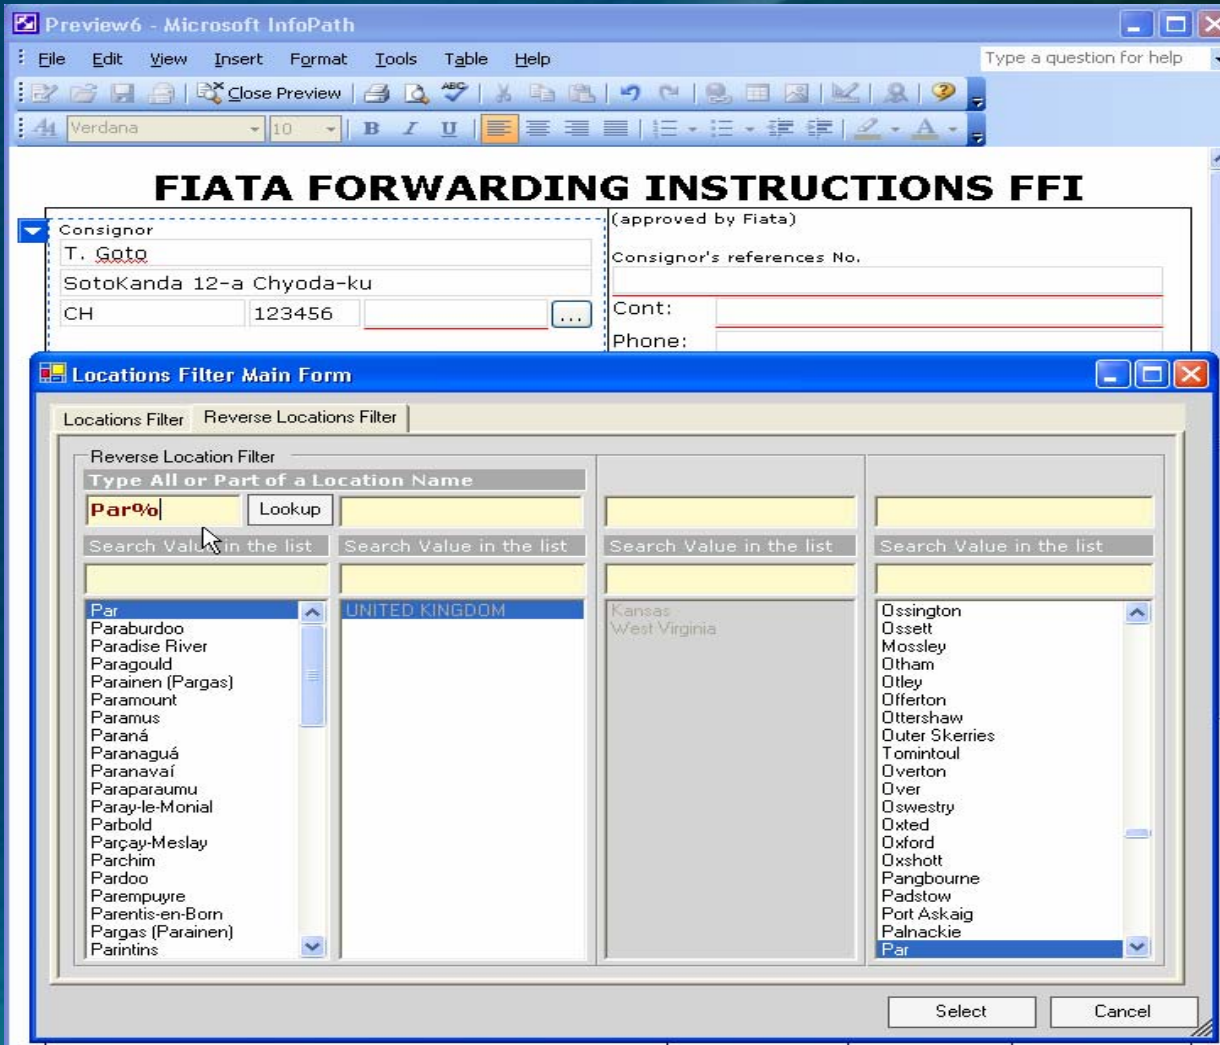 Preview6 - Microsoft InfoPath
File Edit View Insert Format Tools Table Help
Type a question for help
Close Preview
ABC
Verdana 10 B I U A
FIATA FORWARDING INSTRUCTIONS FFI
Consignor
T. Goto
SotoKanda 12-a Chyoda-ku
CH 123456 ...
(approved by Fiata)
Consignor's references No.
Cont:
Phone:
Locations Filter Main Form
Locations Filter Reverse Locations Filter
Reverse Location Filter
Type All or Part of a Location Name
Par% Lookup
Search Value in the list Search Value in the list Search Value in the list Search Value in the list
Par
Paraburdoo
Paradise River
Paragould
Parainen (Pargas)
Paramount
Paramus
Paraná
Paranaguá
Paranavaí
Paraparaumu
Paray-le-Monial
Parbold
Parçay-Meslay
Parchim
Pardoo
Parempuyre
Parentis-en-Born
Pargas (Parainen)
Parintins
UNITED KINGDOM
Kansas
West Virginia
Ossington
Ossett
Mossley
Otham
Otley
Offerton
Ottershaw
Outer Skerries
Tomintoul
Overton
Over
Oswestry
Oxted
Oxford
Oxshott
Pangbourne
Padstow
Port Askaig
Palnackie
Par
Select Cancel